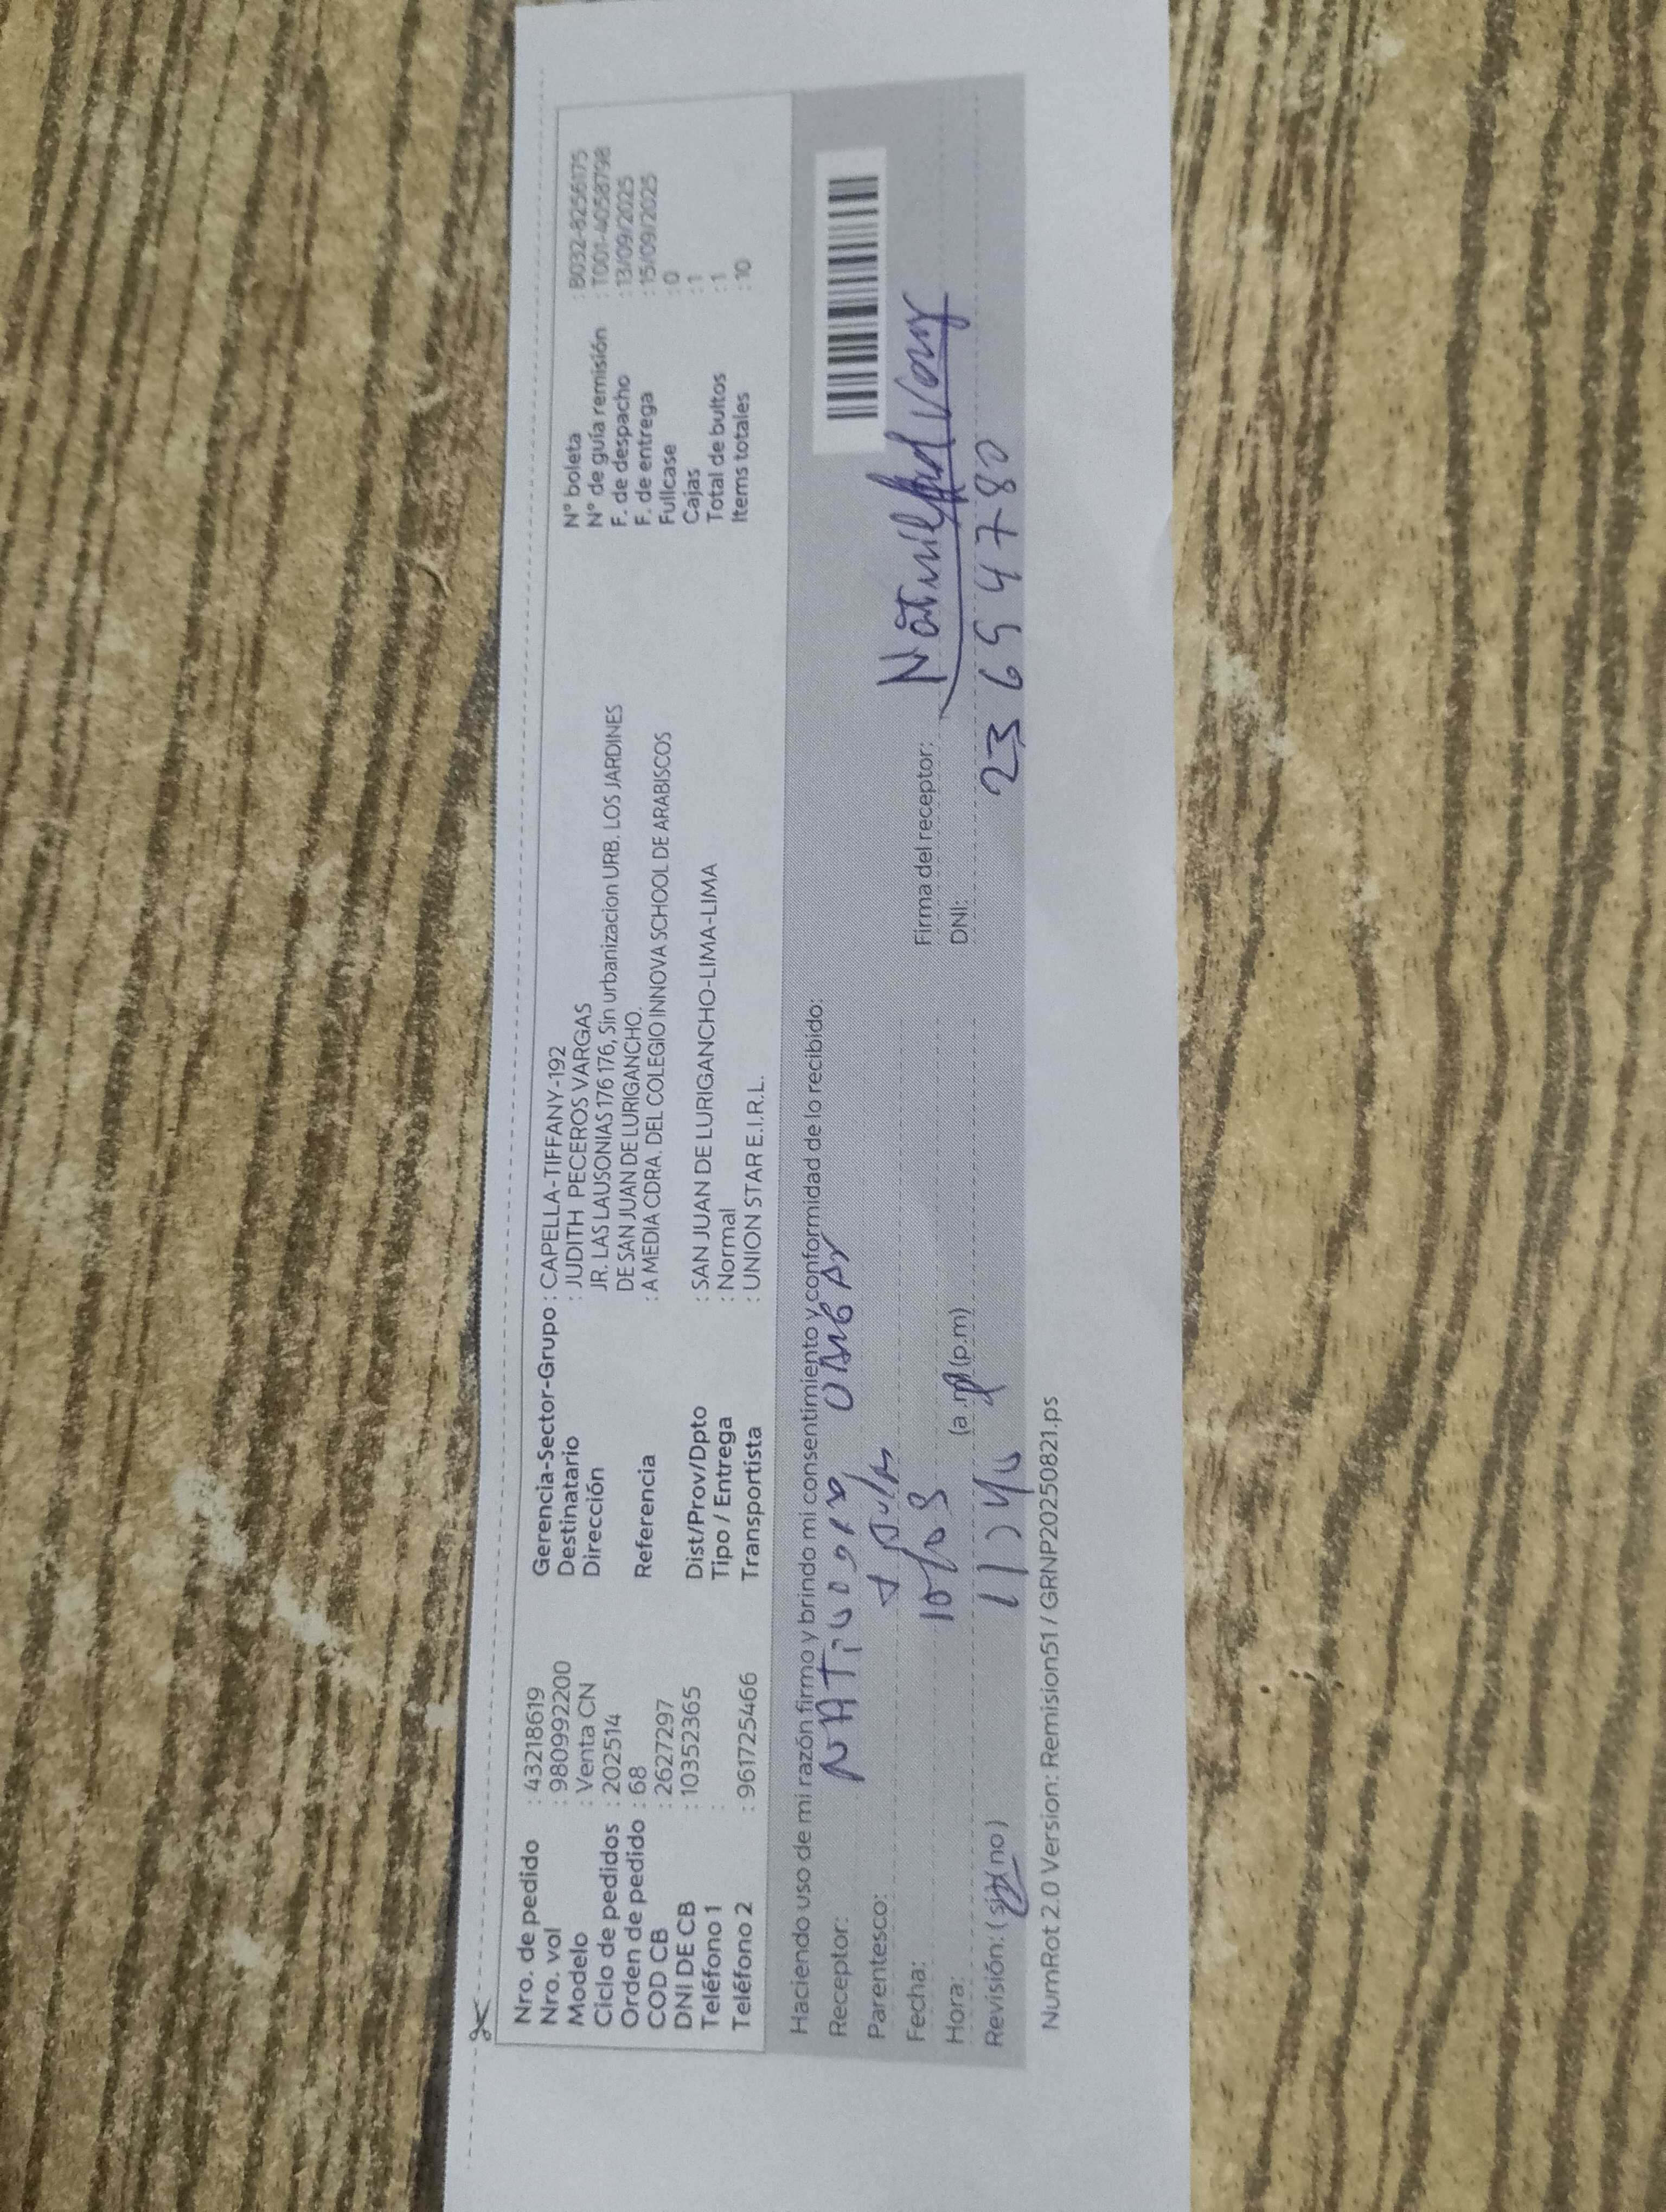 Nro. de pedido : 43218619
Nro. vol : 980992200
Modelo : Venta CN
Ciclo de pedidos : 202514
Orden de pedido : 68
COD CB : 2627297
DNI DE CB : 10352365
Teléfono 1 :
Teléfono 2 : 961725466
Gerencia-Sector-Grupo : CAPELLA-TIFFANY-192
Destinatario : JUDITH PECEROS VARGAS
Dirección JR. LAS LAUSONIAS 176 176, Sin urbanizacion URB. LOS JARDINES
DE SAN JUAN DE LURIGANCHO.
Referencia : A MEDIA CDRA. DEL COLEGIO INNOVA SCHOOL DE ARABISCOS
Dist/Prov/Dpto : SAN JUAN DE LURIGANCHO-LIMA-LIMA
Tipo / Entrega : Normal
Transportista : UNION STAR E.I.R.L.
N° boleta : B032-8256175
N° de guía remisión : T001-4058798
F. de despacho : 13/09/2025
F. de entrega : 15/09/2025
Fullcase : 0
Cajas : 1
Total de bultos : 1
Items totales : 10
Haciendo uso de mi razón firmo y brindo mi consentimiento y conformidad de lo recibido:
Receptor:
Parentesco:
Fecha:
Hora: (a.m) (p.m)
Revisión: (si) (no)
Firma del receptor:
DNI: 23694780
NumRot 2.0 Version: Remision51 / GRNP20250821.ps